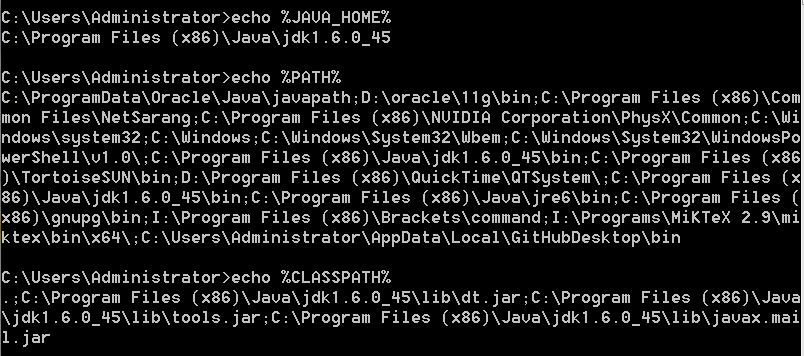 C:\Users\Administrator>echo %JAVA_HOME%
C:\Program Files (x86)\Java\jdk1.6.0_45
C:\Users\Administrator>echo %PATH%
C:\ProgramData\Oracle\Java\javapath;D:\oracle\11g\bin;C:\Program Files (x86)\Com
mon Files\NetSarang;C:\Program Files (x86)\NVIDIA Corporation\PhysX\Common;C:\Wi
ndows\system32;C:\Windows;C:\Windows\System32\Wbem;C:\Windows\System32\WindowsPo
werShell\v1.0\;C:\Program Files (x86)\Java\jdk1.6.0_45\bin;C:\Program Files (x86
)\TortoiseSVN\bin;D:\Program Files (x86)\QuickTime\QTSystem\;C:\Program Files (x
86)\Java\jdk1.6.0_45\bin;C:\Program Files (x86)\Java\jre6\bin;C:\Program Files (
x86)\gnupg\bin;I:\Program Files (x86)\Brackets\command;I:\Programs\MiKTeX 2.9\mi
ktex\bin\x64\;C:\Users\Administrator\AppData\Local\GitHubDesktop\bin
C:\Users\Administrator>echo %CLASSPATH%
.;C:\Program Files (x86)\Java\jdk1.6.0_45\lib\dt.jar;C:\Program Files (x86)\Java
\jdk1.6.0_45\lib\tools.jar;C:\Program Files (x86)\Java\jdk1.6.0_45\lib\javax.mai
l.jar